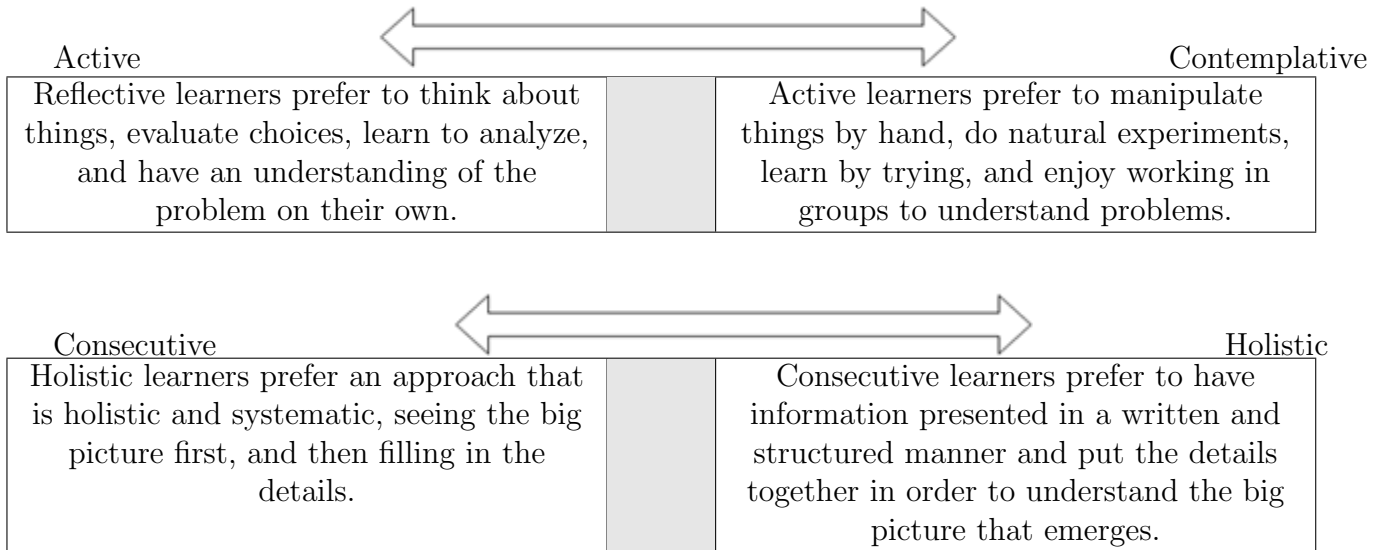 Active
Contemplative
Reflective learners prefer to think about
things, evaluate choices, learn to analyze,
and have an understanding of the
problem on their own.
Active learners prefer to manipulate
things by hand, do natural experiments,
learn by trying, and enjoy working in
groups to understand problems.
Consecutive
Holistic
Holistic learners prefer an approach that
is holistic and systematic, seeing the big
picture first, and then filling in the
details.
Consecutive learners prefer to have
information presented in a written and
structured manner and put the details
together in order to understand the big
picture that emerges.